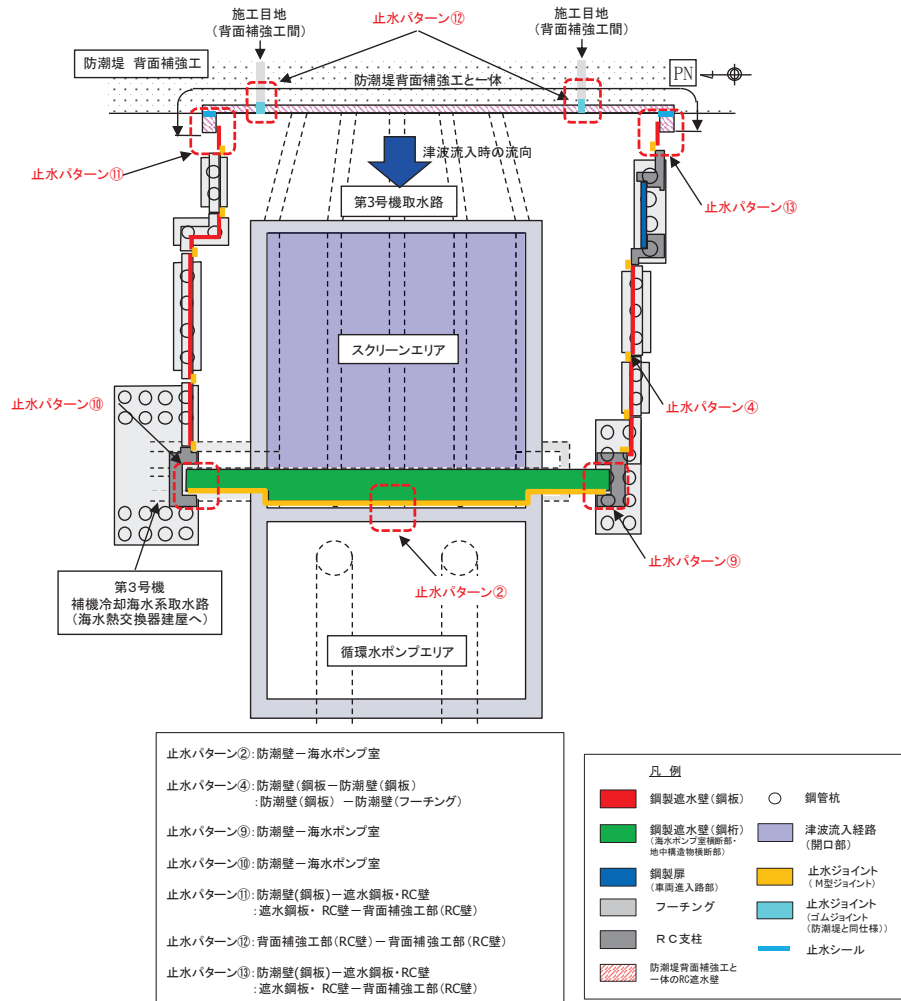 施工目地
(背面補強工間)
止水パターン⑫
施工目地
(背面補強工間)
防潮堤 背面補強工
防潮堤背面補強工と一体
PN
止水パターン⑪
津波流入時の流向
第3号機取水路
止水パターン⑬
スクリーンエリア
止水パターン⑩
止水パターン④
止水パターン⑨
第3号機
補機冷却海水系取水路
(海水熱交換器建屋へ)
止水パターン②
循環水ポンプエリア
止水パターン②:防潮壁-海水ポンプ室
止水パターン④:防潮壁(鋼板-防潮壁(鋼板)
:防潮壁(鋼板) -防潮壁(フーチング)
止水パターン⑨:防潮壁-海水ポンプ室
止水パターン⑩:防潮壁-海水ポンプ室
止水パターン⑪:防潮壁(鋼板)-遮水鋼板・RC壁
:遮水鋼板・ RC壁-背面補強工部(RC壁)
止水パターン⑫:背面補強工部(RC壁)-背面補強工部(RC壁)
止水パターン⑬:防潮壁(鋼板)-遮水鋼板・RC壁
:遮水鋼板・ RC壁-背面補強工部(RC壁)
凡 例
鋼製遮水壁(鋼板)
鋼製遮水壁(鋼桁)
(海水ポンプ室横断部・
地中構造物横断部)
鋼製扉
(車両進入路部)
フーチング
RC支柱
防潮堤背面補強工と
一体のRC遮水壁
鋼管杭
津波流入経路
(開口部)
止水ジョイント
(M型ジョイント)
止水ジョイント
(ゴムジョイント
(防潮堤と同仕様))
止水シール